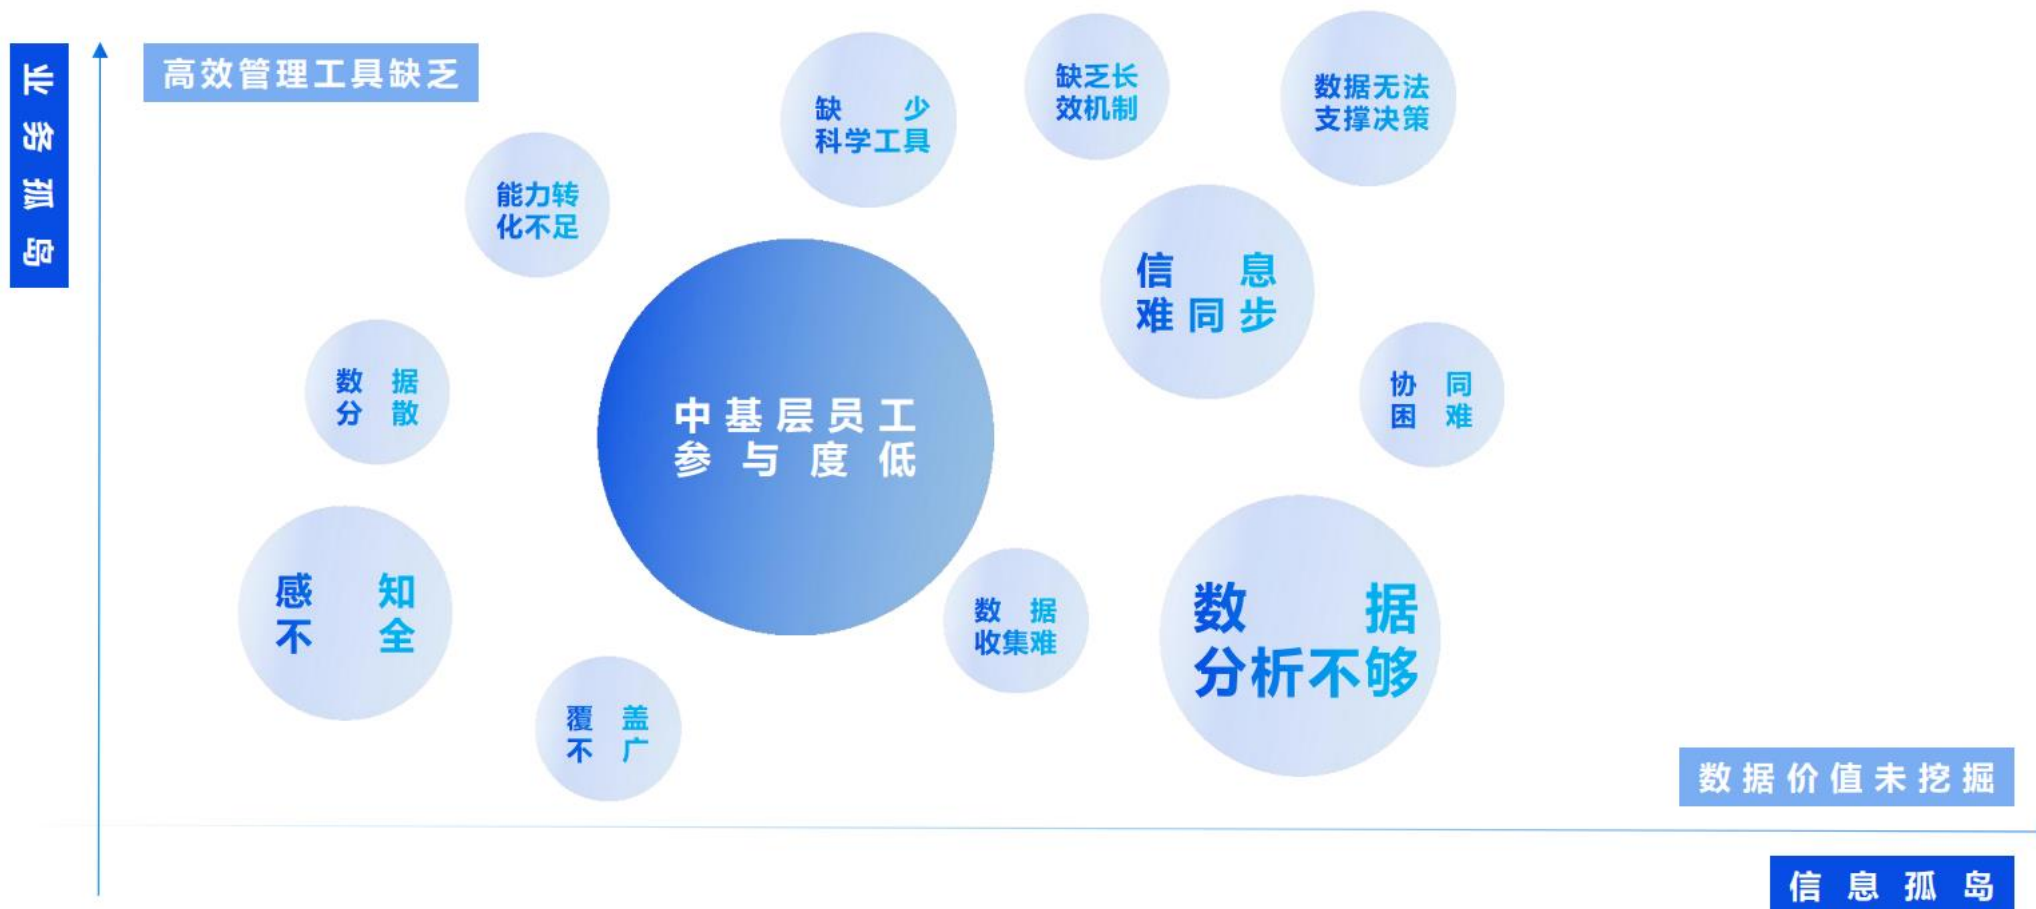 业务孤岛
高效管理工具缺乏
缺少
科学工具
缺乏长
效机制
数据无法
支撑决策
能力转
化不足
信息
难同步
数据
分散
中基层员工
参与度低
协同
困难
感知
不全
数据
收集难
数据
分析不够
覆盖
不广
数据价值未挖掘
信息孤岛